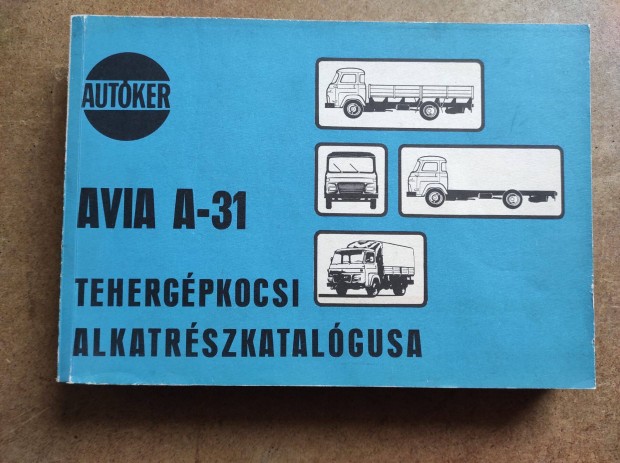 AUTÓKER
AVIA A-31
TEHERGÉPKOCSI
ALKATRÉSZKATALÓGUSA